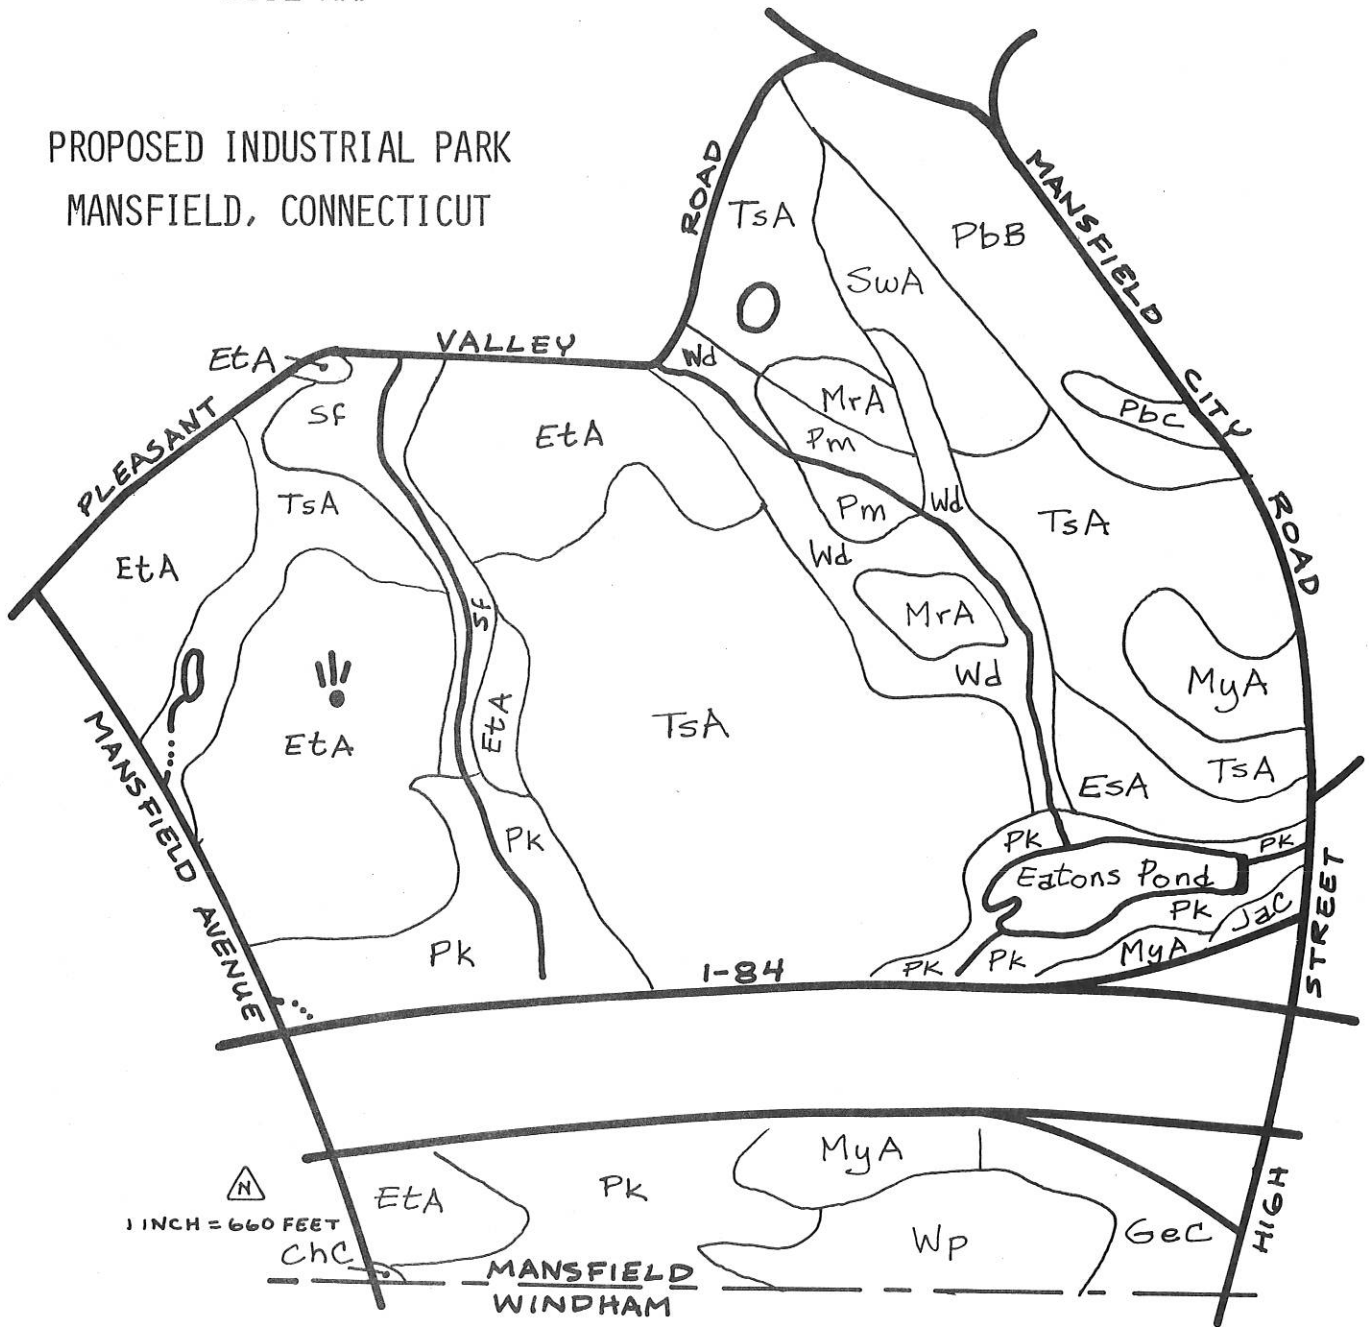 PROPOSED INDUSTRIAL PARK
MANSFIELD, CONNECTICUT
ROAD
MANSFIELD
CITY
ROAD
TsA
PbB
SwA
VALLEY
EtA
Wd
PLEASANT
Sf
EtA
MrA
Pm
PbC
TsA
Pm
Wd
TsA
EtA
Wd
Sf
MrA
Wd
MyA
EtA
EtA
TsA
TsA
EsA
MANSFIELD AVENUE
Pk
Pk
Pk
Eatons Pond
Pk
JaC
STREET
Pk
Pk
Pk
MyA
I-84
MyA
N
EtA
Pk
1 INCH = 660 FEET
ChC
Wp
GeC
HIGH
MANSFIELD
WINDHAM